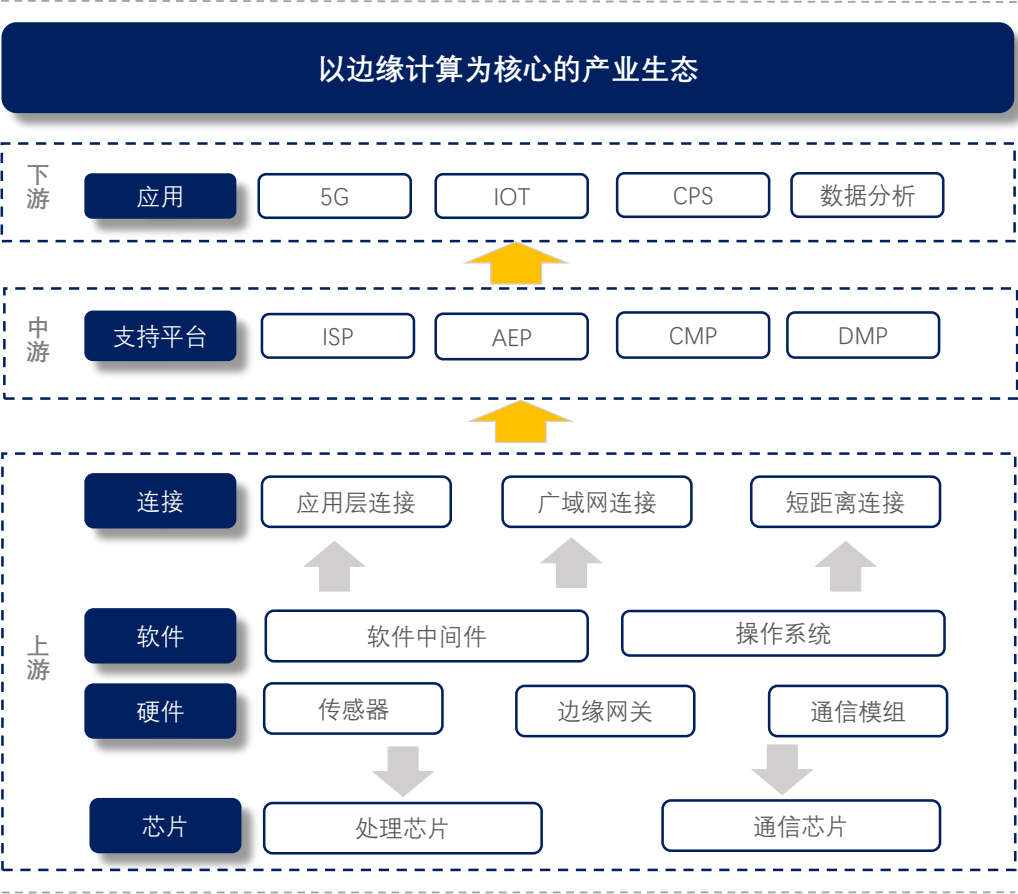 以边缘计算为核心的产业生态
下游
应用
5G
IOT
CPS
数据分析
中游
支持平台
ISP
AEP
CMP
DMP
上游
连接
应用层连接
广域网连接
短距离连接
软件
软件中间件
操作系统
硬件
传感器
边缘网关
通信模组
芯片
处理芯片
通信芯片